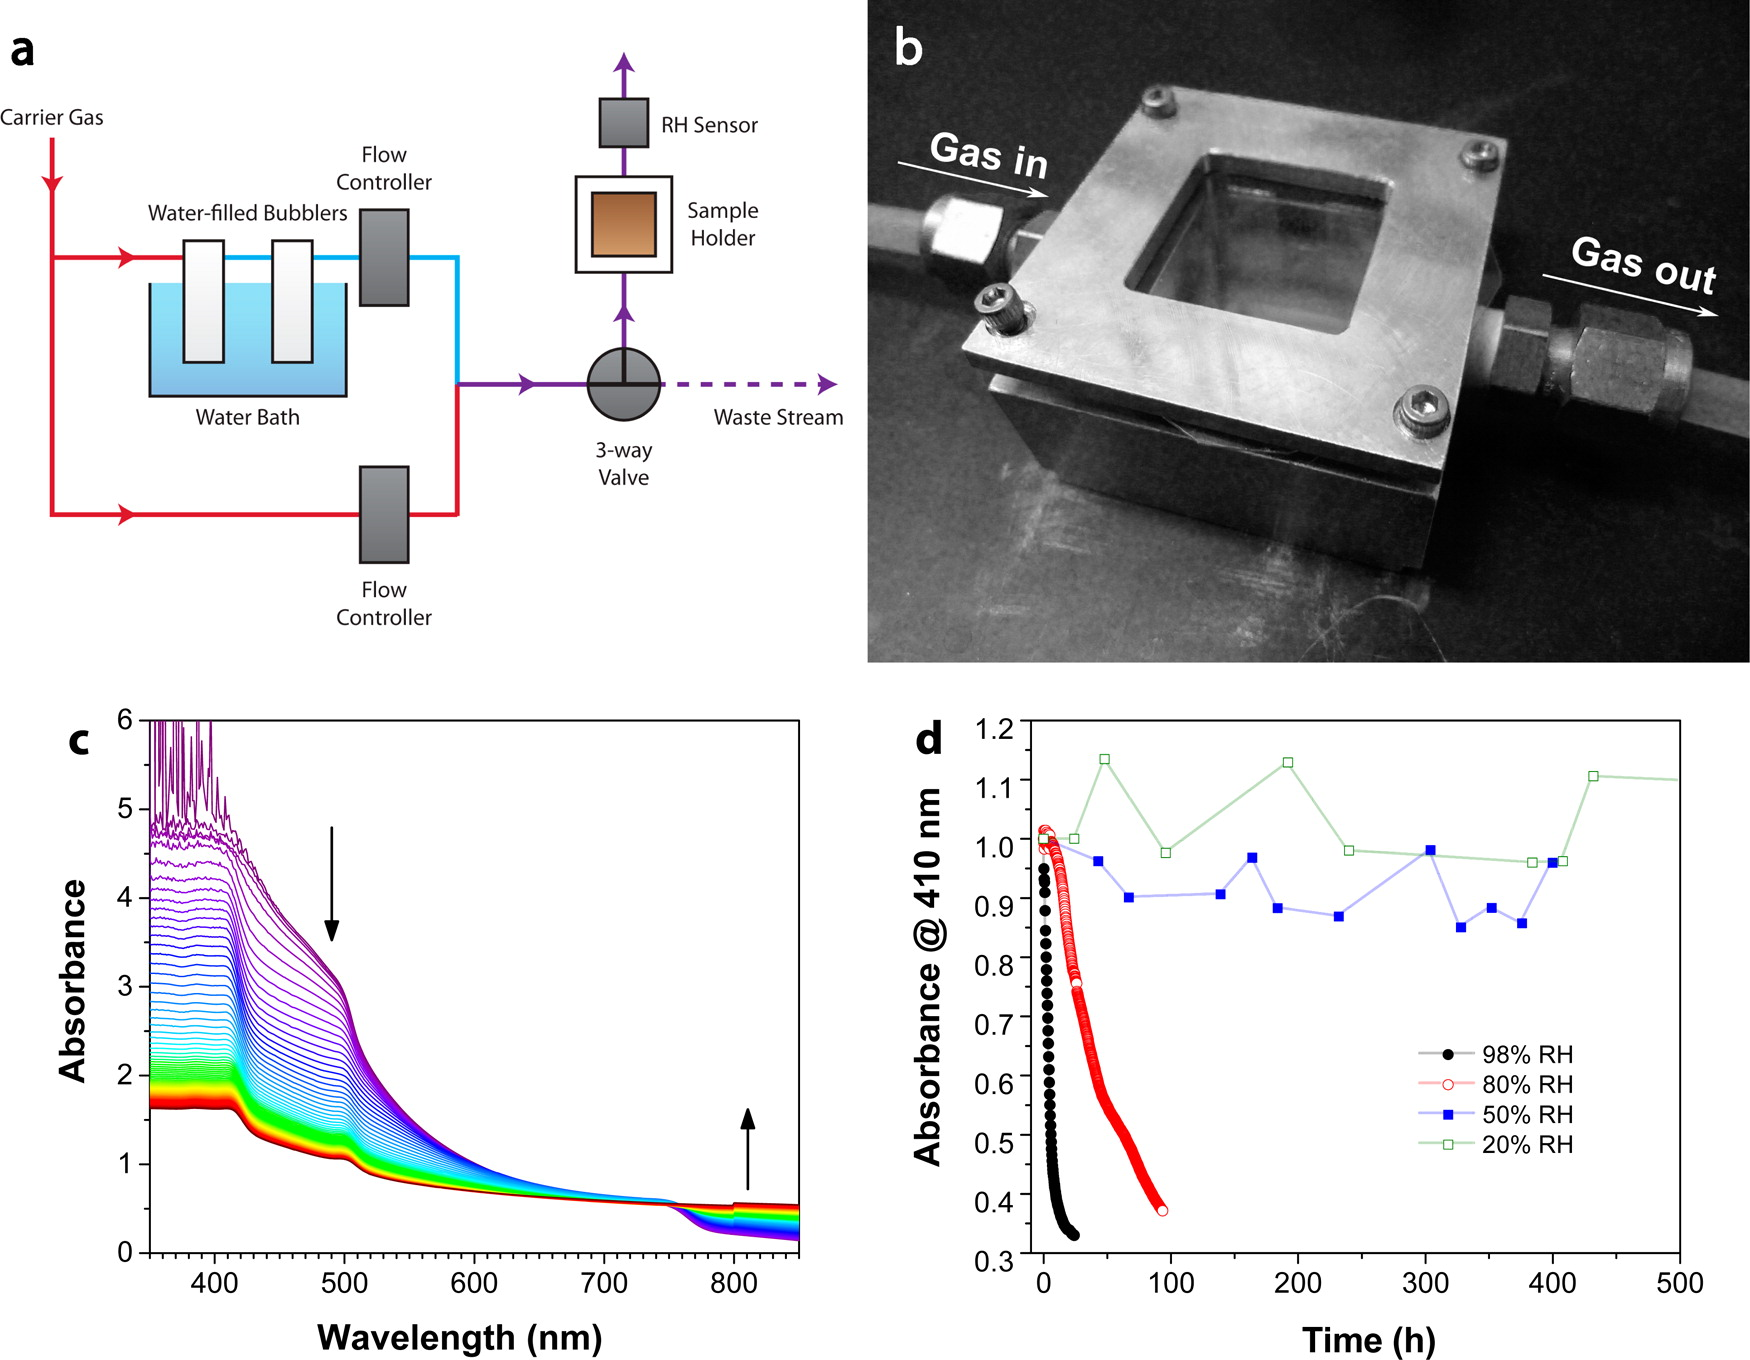 a
Carrier Gas
Flow
Controller
Water-filled Bubblers
Water Bath
Flow
Controller
RH Sensor
Sample
Holder
3-way
Valve
Waste Stream
b
Gas in
Gas out
c
6
5
4
3
2
1
0
Absorbance
400
500
600
700
800
Wavelength (nm)
d
1.2
1.1
1.0
0.9
0.8
0.7
0.6
0.5
0.4
0.3
Absorbance @ 410 nm
98% RH
80% RH
50% RH
20% RH
0
100
200
300
400
500
Time (h)